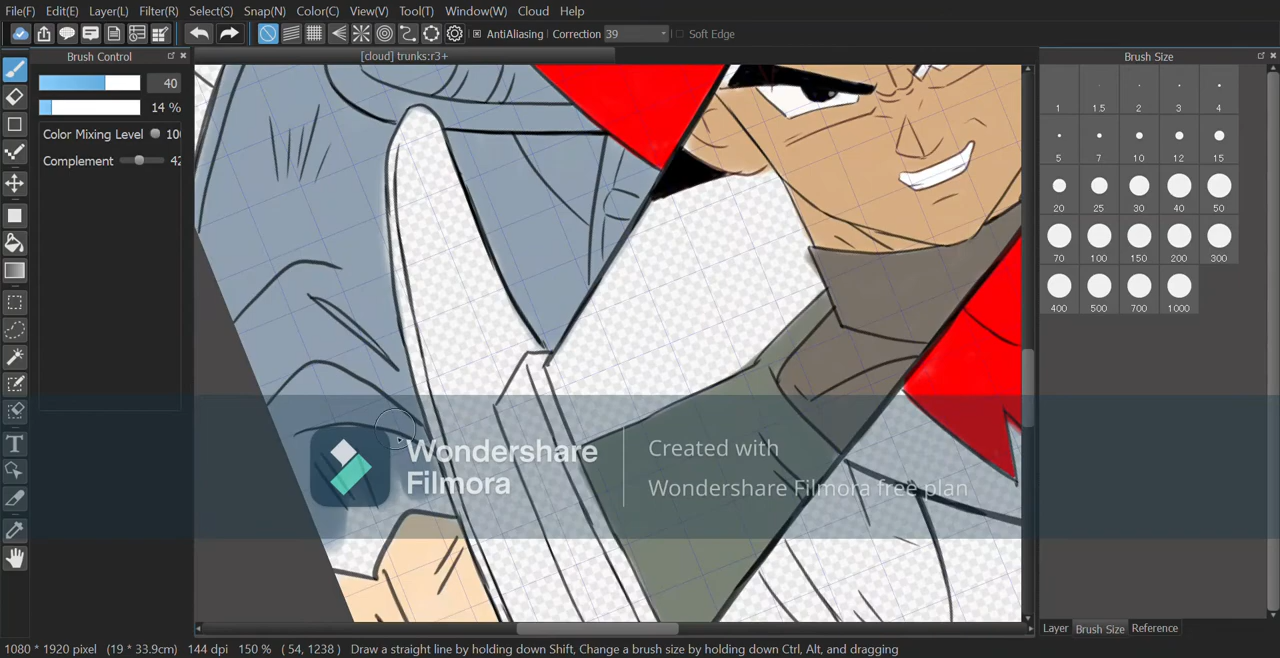 File(F) Edit(E) Layer(L) Filter(R) Select(S) Snap(N) Color(C) View(V) Tool(T) Window(W) Cloud Help
AntiAliasing Correction 39 Soft Edge
Brush Control
[cloud] trunks:r3+
Brush Size
40
14 %
Color Mixing Level 10
Complement 42
1 1.5 2 3 4
5 7 10 12 15
20 25 30 40 50
70 100 150 200 300
400 500 700 1000
T
Wondershare
Filmora
Created with
Wondershare Filmora free plan
Layer Brush Size Reference
1080 * 1920 pixel (19 * 33.9cm) 144 dpi 150 % ( 54, 1238 ) Draw a straight line by holding down Shift, Change a brush size by holding down Ctrl, Alt, and dragging